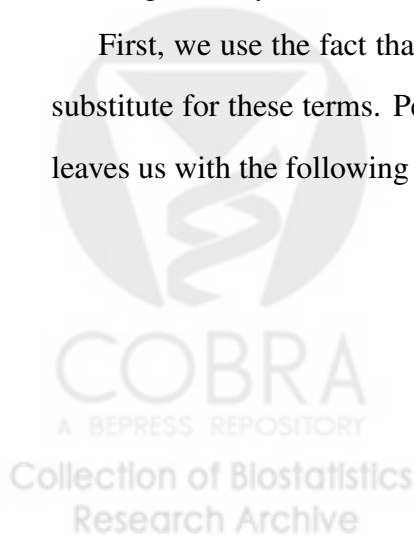 First, we use the fact tha
substitute for these terms.
leaves us with the following
COBRA
A BEPRESS REPOSITORY
Collection of Biostatistics
Research Archive